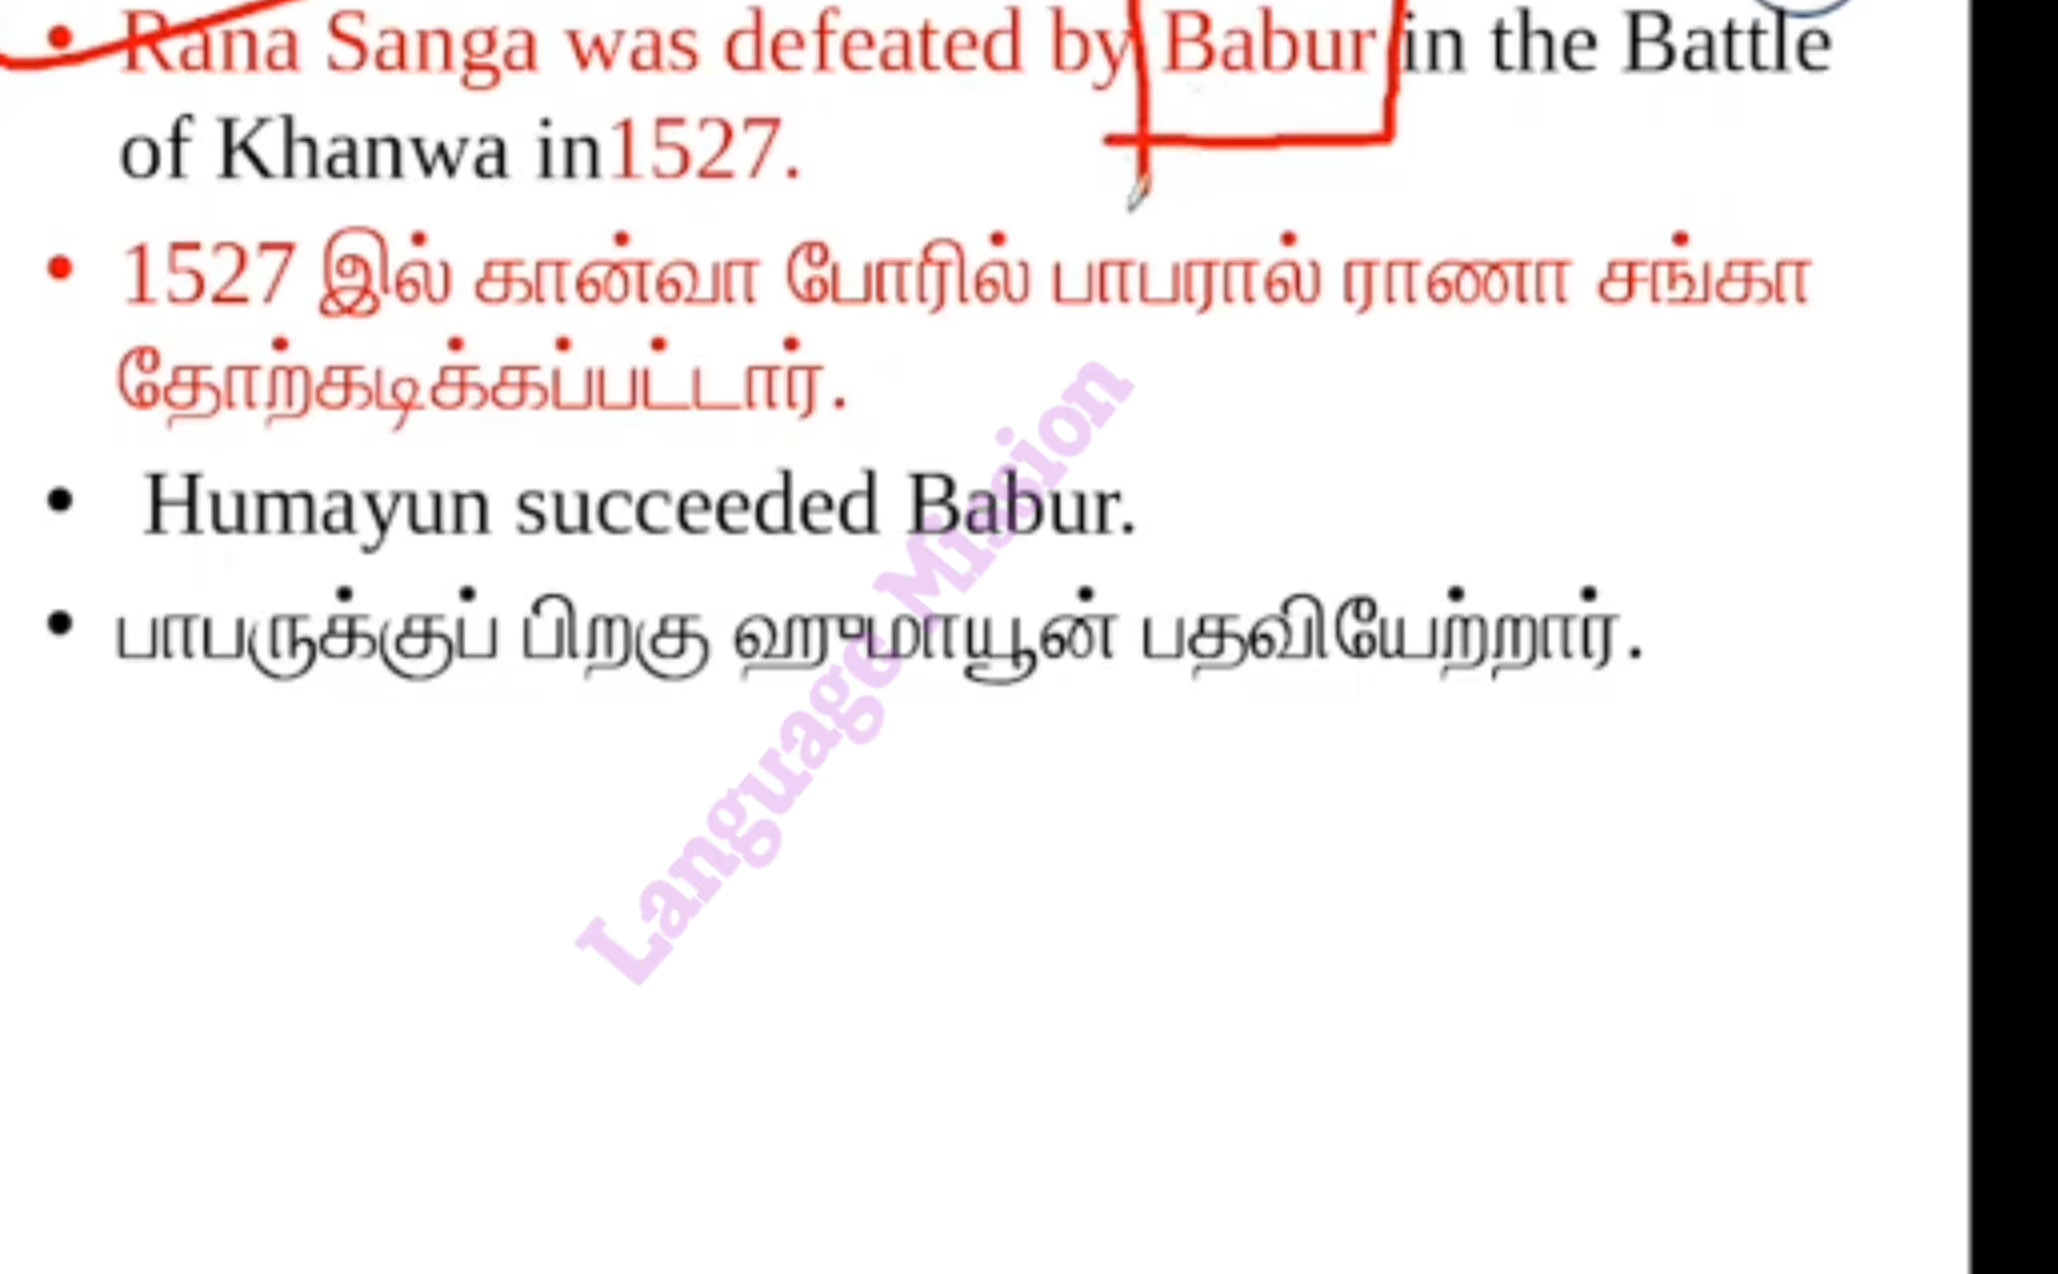 • Rana Sanga was defeated by Babur in the Battle
of Khanwa in1527.
• 1527 இல் கான்வா போரில் பாபரால் ராணா சங்கா
தோற்கடிக்கப்பட்டார்.
• Humayun succeeded Babur.
• பாபருக்குப் பிறகு ஹுமாயூன் பதவியேற்றார்.
Language Mission